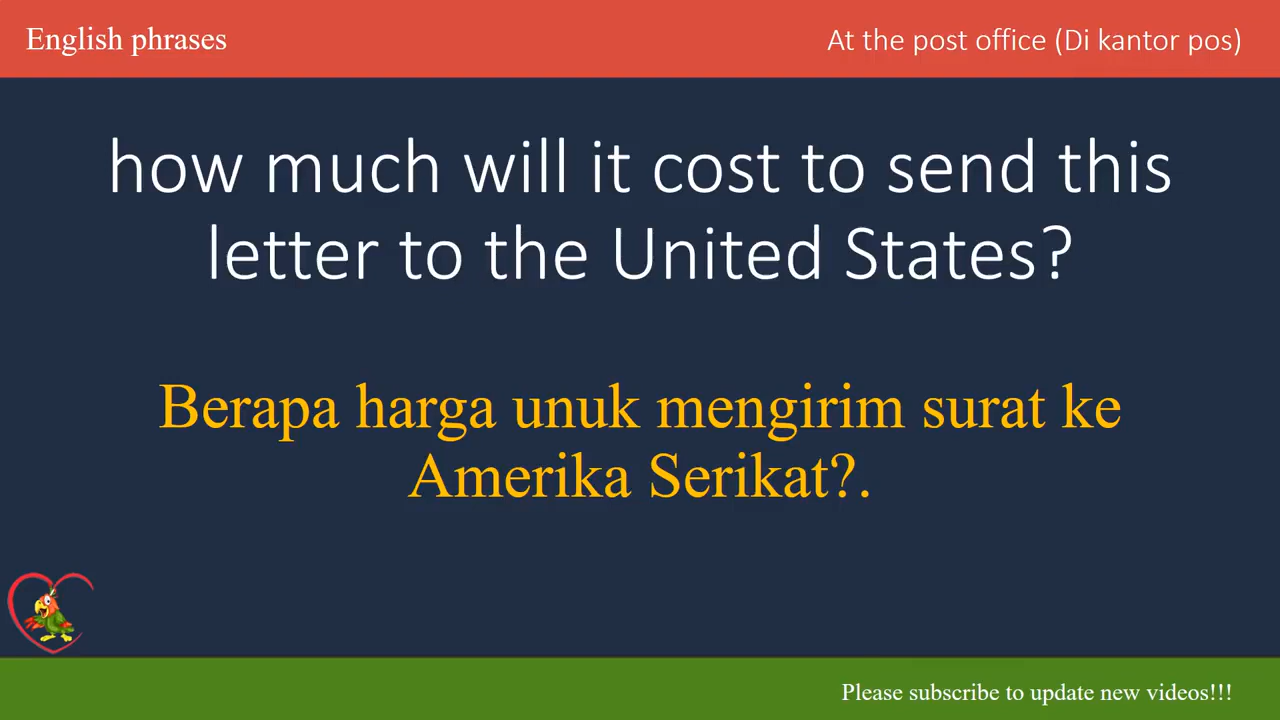 English phrases
At the post office (Di kantor pos)
how much will it cost to send this
letter to the United States?
Berapa harga unuk mengirim surat ke
Amerika Serikat?.
Please subscribe to update new videos!!!